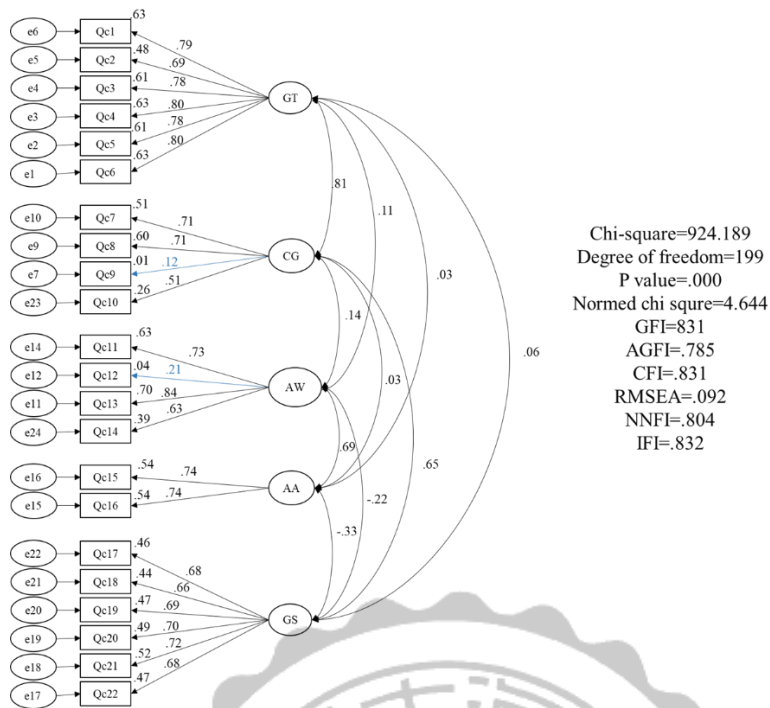 .63
e6 Qc1 .79
.48
e5 Qc2 .69
.61
e4 Qc3 .78
.63 GT
e3 Qc4 .80
.61
e2 Qc5 .78
.63 .80
e1 Qc6
.81 .11
.51
e10 Qc7 .71
.60
e9 Qc8 .71
.01 CG .03
e7 Qc9 .12
.26
e23 Qc10 .51
.14
.63
e14 Qc11 .73
.04
e12 Qc12 .21 .03 .06
.70 AW
e11 Qc13 .84
.39
e24 Qc14 .63
.69 .65
.54
e16 Qc15 .74
.54 AA
e15 Qc16 .74
-.22
-.33
.46
e22 Qc17 .68
.44
e21 Qc18 .66
.47
e20 Qc19 .69
.49 GS
e19 Qc20 .70
.52
e18 Qc21 .72
.47
e17 Qc22 .68
Chi-square=924.189
Degree of freedom=199
P value=.000
Normed chi squre=4.644
GFI=831
AGFI=.785
CFI=.831
RMSEA=.092
NNFI=.804
IFI=.832